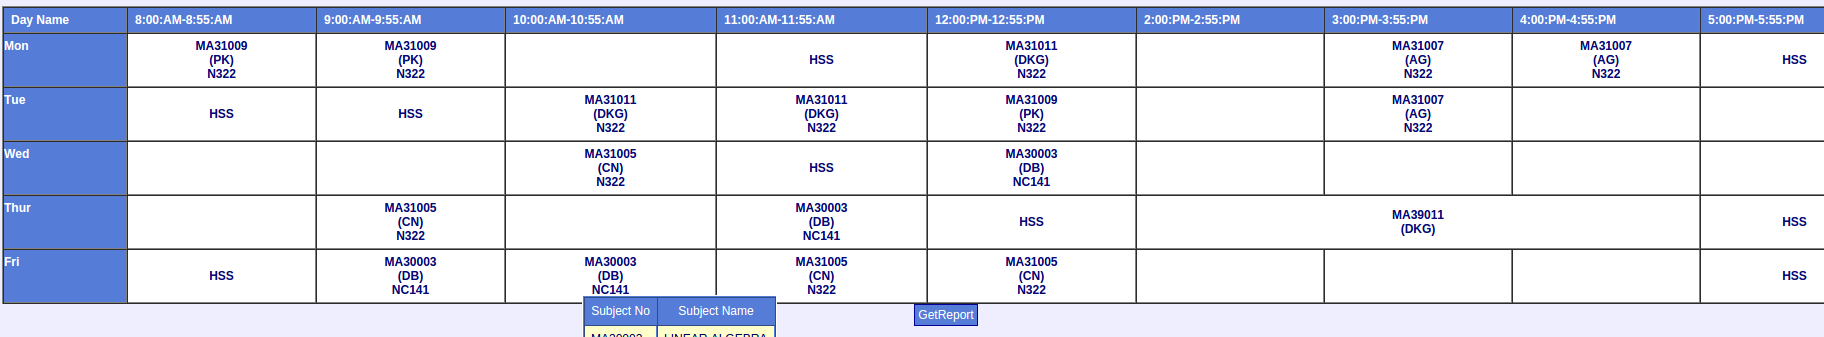 Day Name 8:00:AM-8:55:AM 9:00:AM-9:55:AM 10:00:AM-10:55:AM 11:00:AM-11:55:AM 12:00:PM-12:55:PM 2:00:PM-2:55:PM 3:00:PM-3:55:PM 4:00:PM-4:55:PM 5:00:PM-5:55:PM
Mon
MA31009 MA31009 MA31011 MA31007 MA31007
(PK) (PK) HSS (DKG) (AG) (AG) HSS
N322 N322 N322 N322 N322
Tue
MA31011 MA31011 MA31009 MA31007
HSS HSS (DKG) (DKG) (PK) (AG)
N322 N322 N322 N322
Wed
MA31005 MA30003
(CN) HSS (DB)
N322 NC141
Thur
MA31005 MA30003 MA39011
(CN) (DB) HSS (DKG) HSS
N322 NC141
Fri
MA30003 MA30003 MA31005 MA31005
HSS (DB) (DB) (CN) (CN) HSS
NC141 NC141 N322 N322
Subject No Subject Name
GetReport
MA30003 LINEAR ALGEBRA